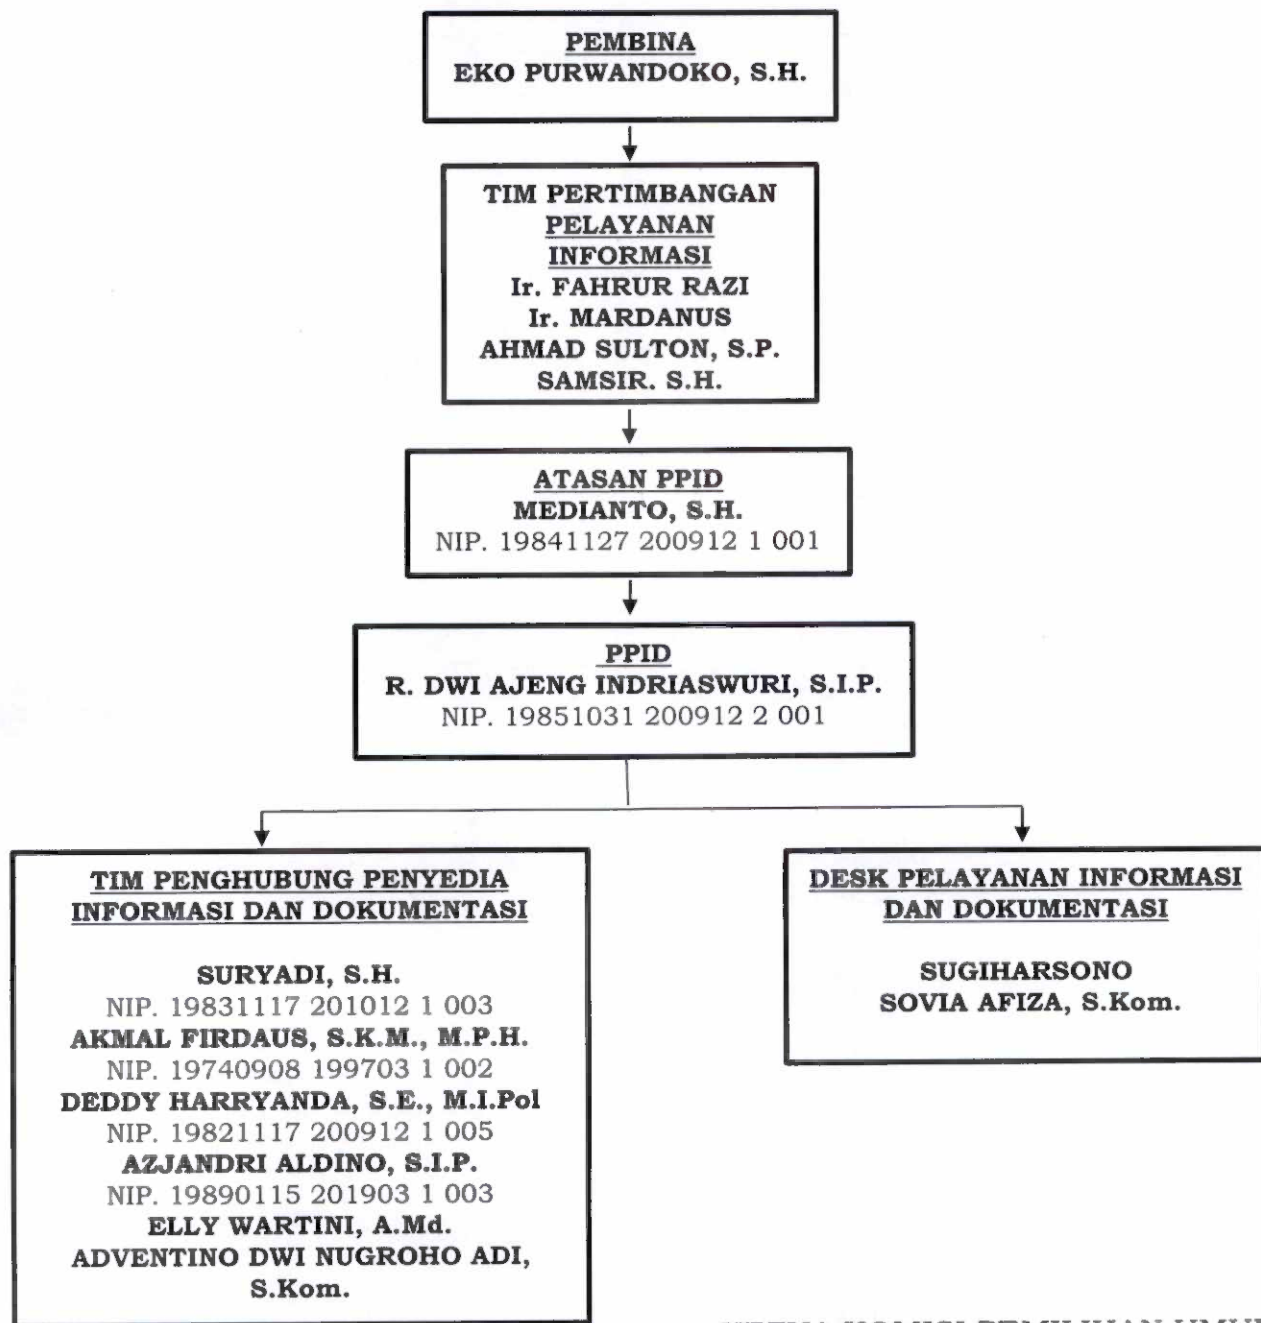 PEMBINA
EKO PURWANDOKO, S.H.
TIM PERTIMBANGAN
PELAYANAN
INFORMASI
Ir. FAHRUR RAZI
Ir. MARDANUS
AHMAD SULTON, S.P.
SAMSIR. S.H.
ATASAN PPID
MEDIANTO, S.H.
NIP. 19841127 200912 1 001
PPID
R. DWI AJENG INDRIASWURI, S.I.P.
NIP. 19851031 200912 2 001
TIM PENGHUBUNG PENYEDIA
INFORMASI DAN DOKUMENTASI
SURYADI, S.H.
NIP. 19831117 201012 1 003
AKMAL FIRDAUS, S.K.M., M.P.H.
NIP. 19740908 199703 1 002
DEDDY HARRYANDA, S.E., M.I.Pol
NIP. 19821117 200912 1 005
AZJANDRI ALDINO, S.I.P.
NIP. 19890115 201903 1 003
ELLY WARTINI, A.Md.
ADVENTINO DWI NUGROHO ADI,
S.Kom.
DESK PELAYANAN INFORMASI
DAN DOKUMENTASI
SUGIHARSONO
SOVIA AFIZA, S.Kom.